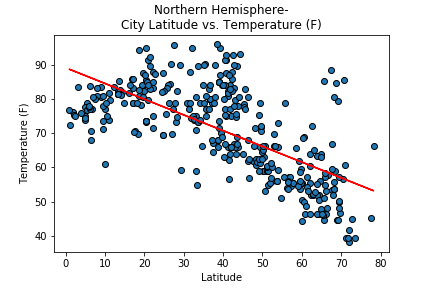 Northern Hemisphere-
City Latitude vs. Temperature (F)
Temperature (F)
90
80
70
60
50
40
0 10 20 30 40 50 60 70 80
Latitude